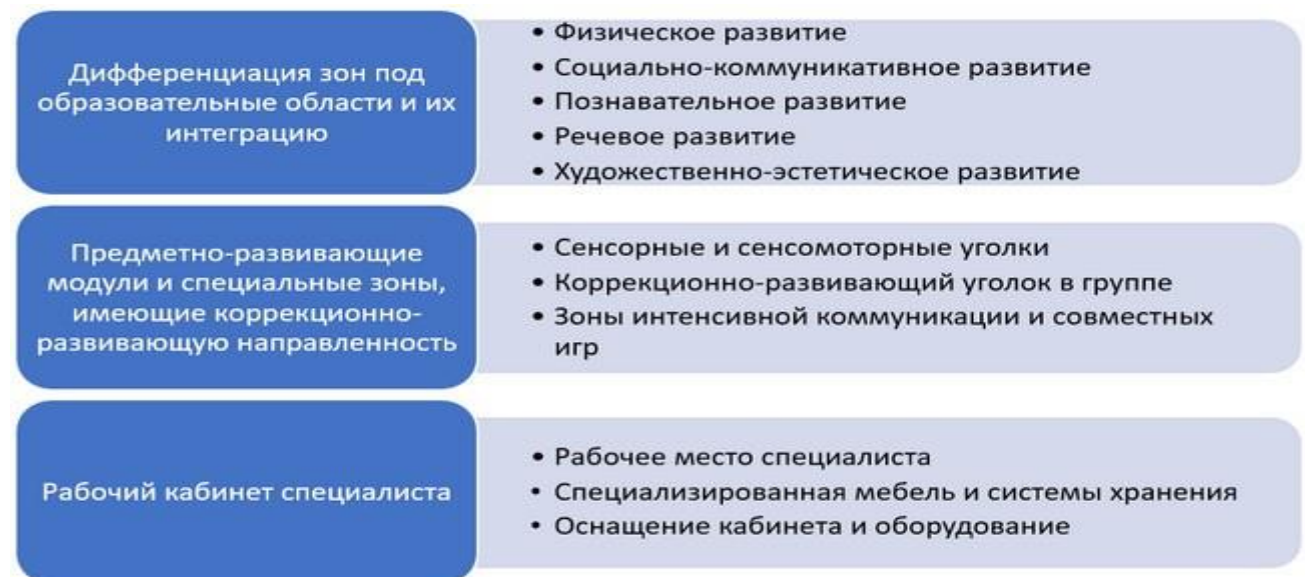 Дифференциация зон под
образовательные области и их
интеграцию
• Физическое развитие
• Социально-коммуникативное развитие
• Познавательное развитие
• Речевое развитие
• Художественно-эстетическое развитие
Предметно-развивающие
модули и специальные зоны,
имеющие коррекционно-
развивающую направленность
• Сенсорные и сенсомоторные уголки
• Коррекционно-развивающий уголок в группе
• Зоны интенсивной коммуникации и совместных
игр
Рабочий кабинет специалиста
• Рабочее место специалиста
• Специализированная мебель и системы хранения
• Оснащение кабинета и оборудование